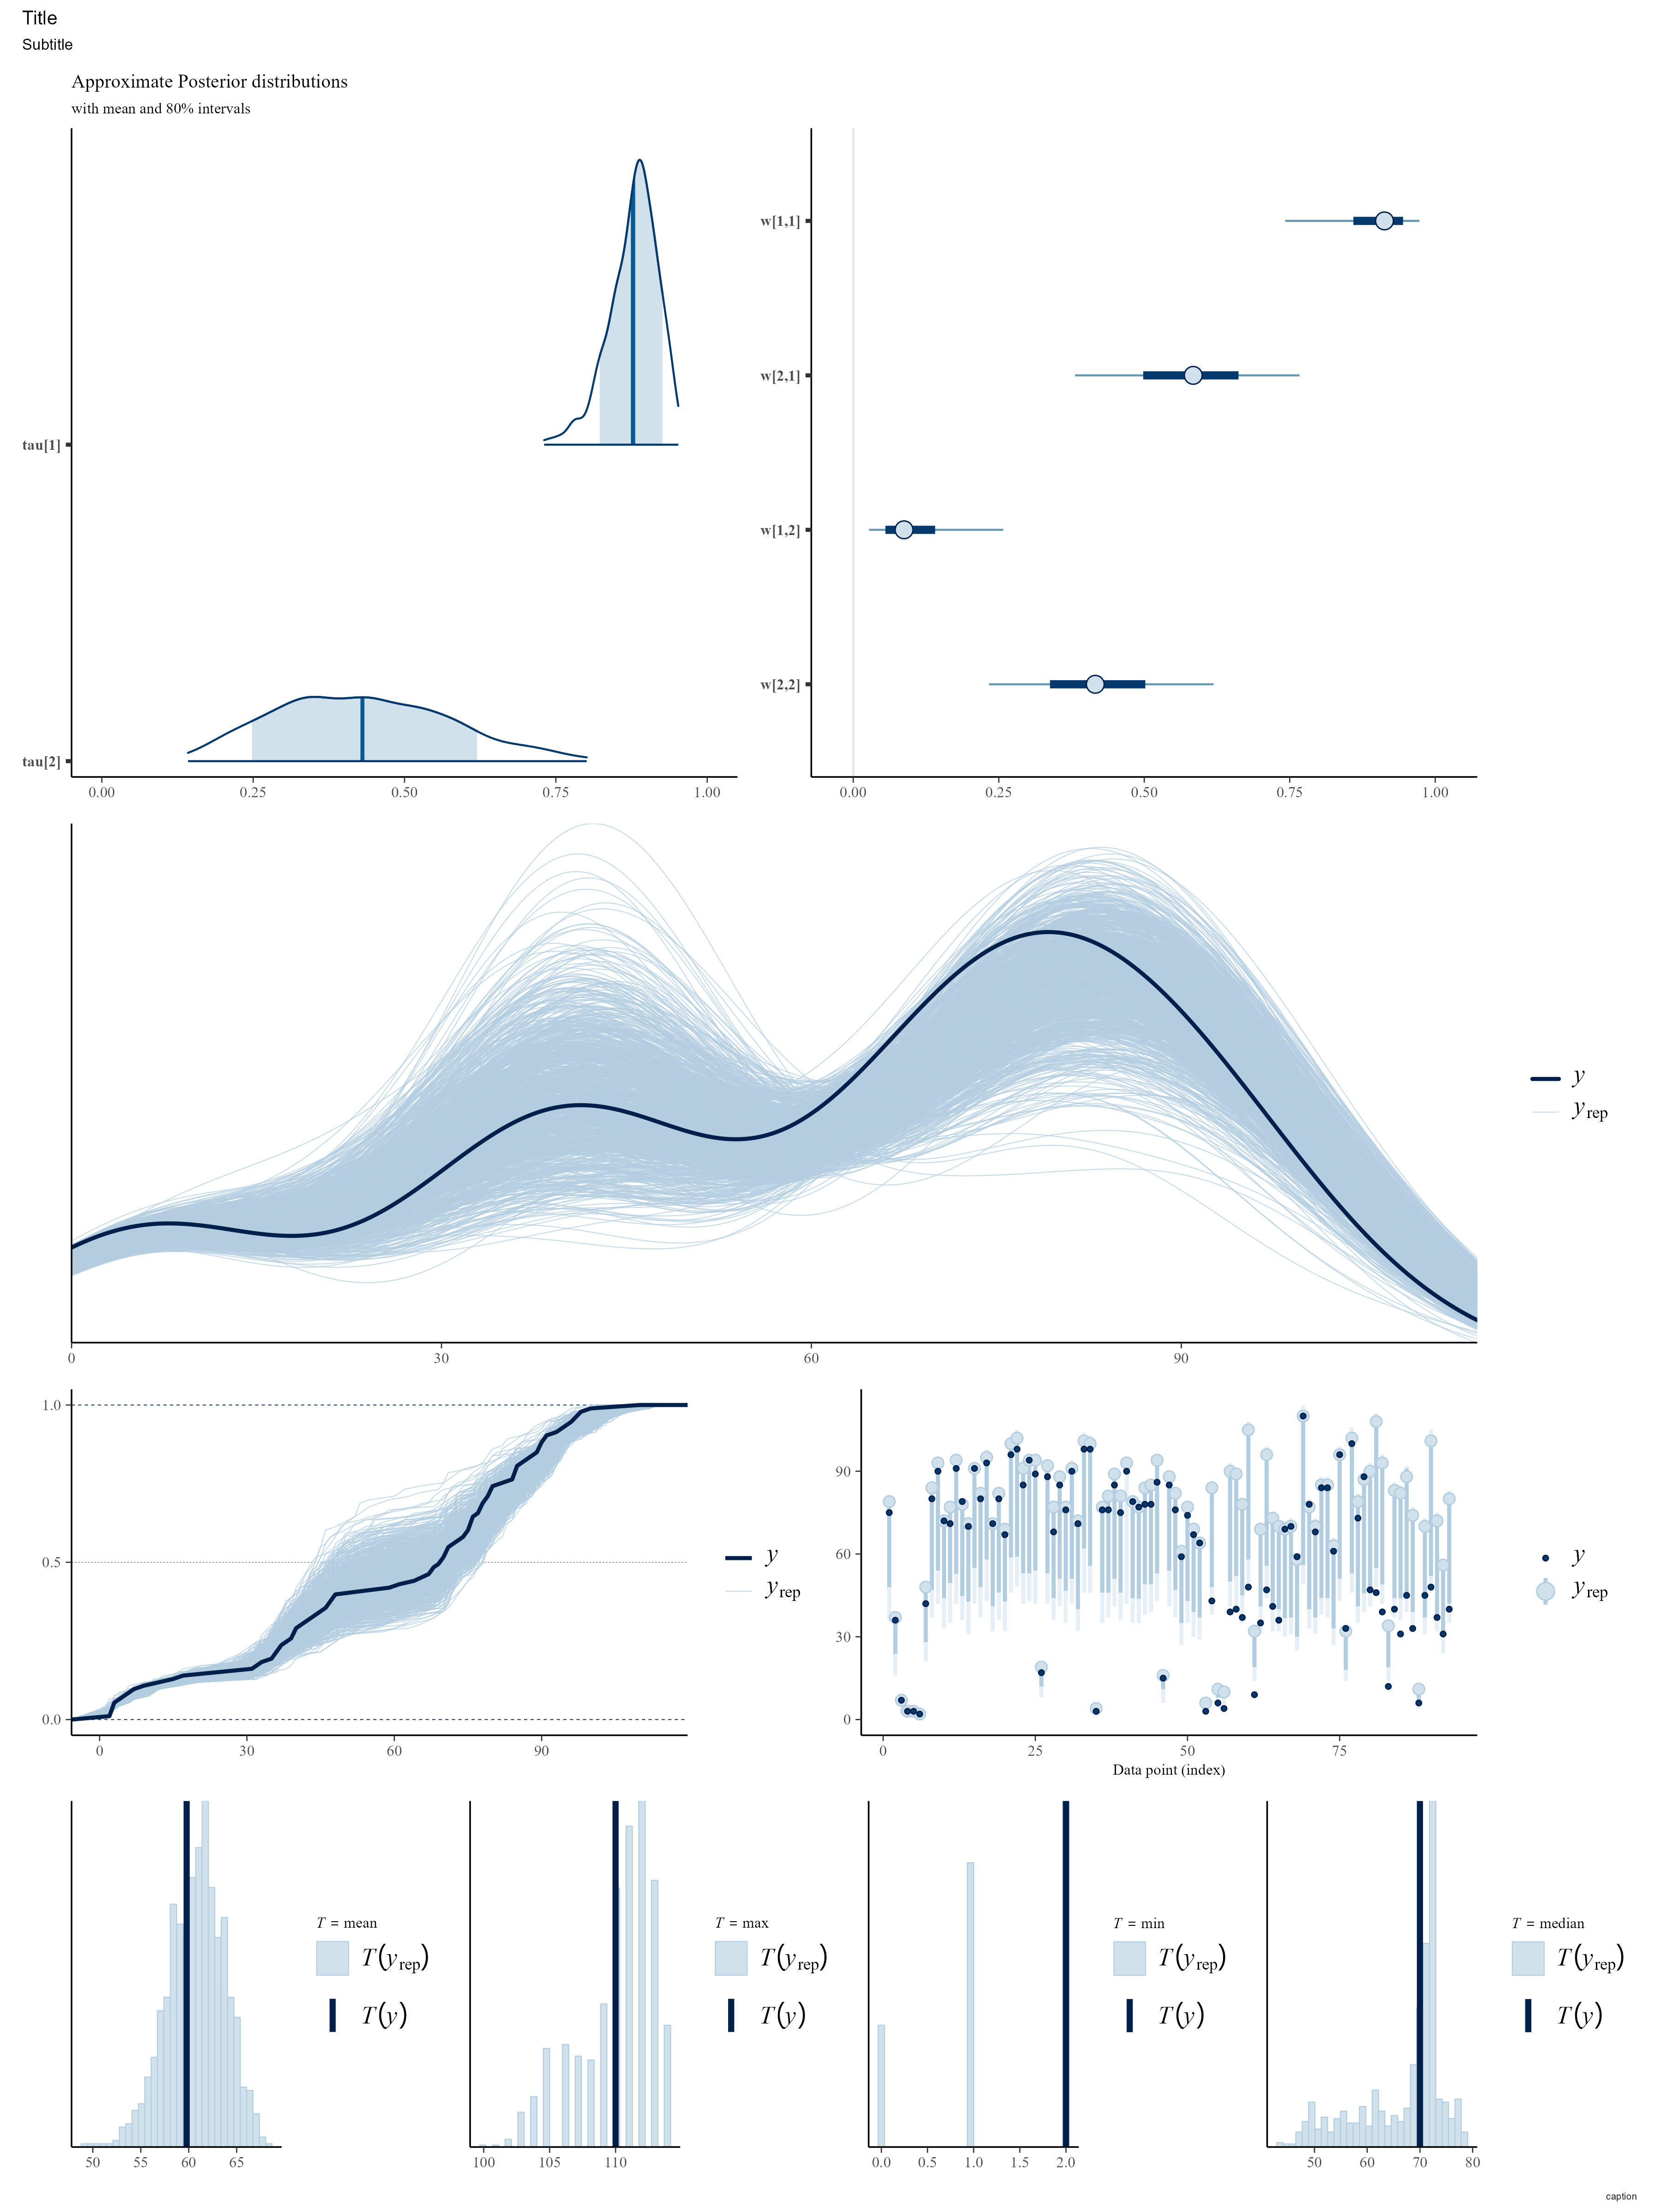 Title
Subtitle
Approximate Posterior distributions
with mean and 80% intervals
tau[1]
tau[2]
0.00 0.25 0.50 0.75 1.00
w[1,1]
w[2,1]
w[1,2]
w[2,2]
0.00 0.25 0.50 0.75 1.00
y
yrep
0 30 60 90
1.0
0.5
0.0
0 30 60 90
y
yrep
90
60
30
0
0 25 50 75
Data point (index)
y
yrep
50 55 60 65
T = mean
T(yrep)
T(y)
100 105 110
T = max
T(yrep)
T(y)
0.0 0.5 1.0 1.5 2.0
T = min
T(yrep)
T(y)
50 60 70 80
T = median
T(yrep)
T(y)
caption